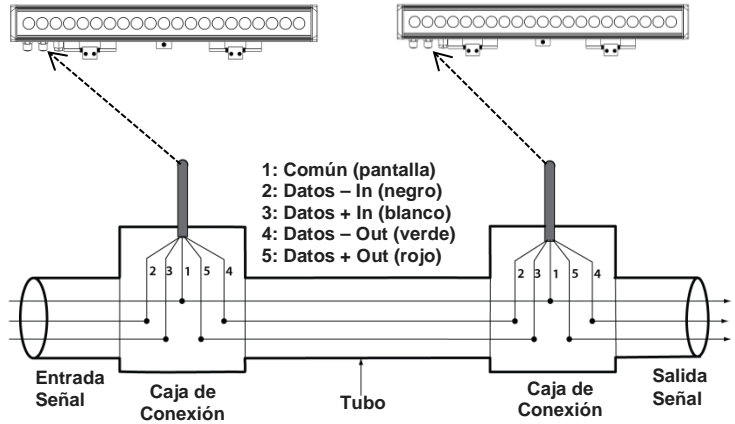 1: Común (pantalla)
2: Datos – In (negro)
3: Datos + In (blanco)
4: Datos – Out (verde)
5: Datos + Out (rojo)
2 3 1 5 4
2 3 1 5 4
Entrada
Señal
Caja de
Conexión
Tubo
Caja de
Conexión
Salida
Señal